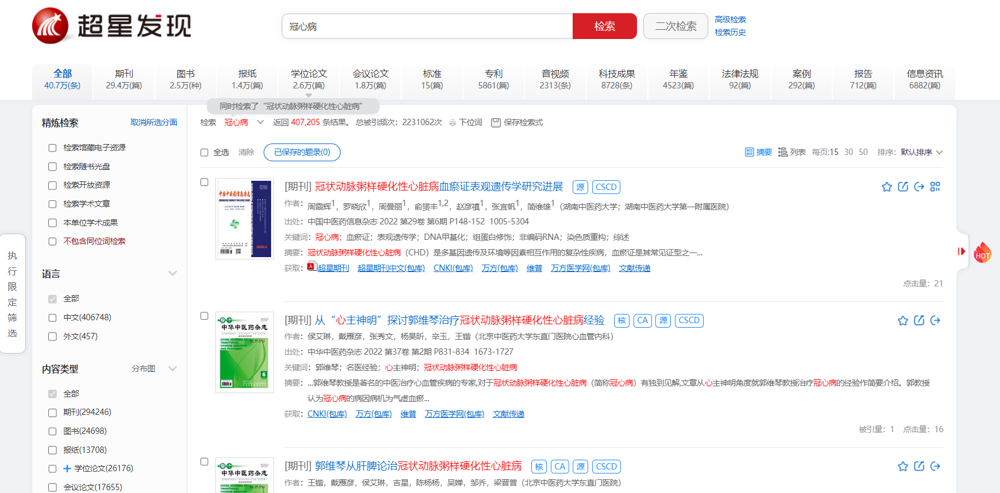 超星发现
冠心病
检索
二次检索
高级检索
检索历史
全部 期刊 图书 报纸 学位论文 会议论文 标准 专利 音视频 科技成果 年鉴 法律法规 案例 报告 信息资讯
40.7万(条) 29.4万(篇) 2.5万(种) 1.4万(篇) 2.6万(篇) 1.8万(篇) 15(篇) 5861(篇) 2313(条) 8728(条) 4523(篇) 92(篇) 292(篇) 712(篇) 6882(篇)
同时检索了“冠状动脉粥样硬化性心脏病”
执行限定筛选
精炼检索 取消所选分面
检索馆藏电子资源
检索随书光盘
检索开放资源
检索学术文章
本单位学术成果
不包含同位词检索
语言
全部
中文(406748)
外文(457)
内容类型 分布图
全部
期刊(294246)
图书(24698)
报纸(13708)
学位论文(26176)
会议论文(17655)
检索 冠心病 返回 407,205 条结果。 总被引频次：2231062次 下位词 保存检索式
全选 清除 已保存的题录(0) 摘要 列表 每页:15 30 50 排序：默认排序
[期刊] 冠状动脉粥样硬化性心脏病血瘀证表观遗传学研究进展 源 CSCD
作者：周霞辉1，罗晓欣1，周曼丽1，俞赟丰1,2，赵彦禛1，张宜帆1，简维雄1（湖南中医药大学；湖南中医药大学第一附属医院）
出处：中国中医药信息杂志 2022 第29卷 第6期 P148-152 1005-5304
关键词：冠心病；血瘀证；表观遗传学；DNA甲基化；组蛋白修饰；非编码RNA；染色质重构；综述
摘要：冠状动脉粥样硬化性心脏病（CHD）是多基因遗传及环境等因素相互作用的复杂性疾病，血瘀证是其常见证型之一...
获取：超星期刊 超星期刊中文(包库) CNKI(包库) 万方(包库) 维普 万方医学网(包库) 文献传递
点击量：21
中国中医药信息杂志
2022.6
[期刊] 从“心主神明”探讨郭维琴治疗冠状动脉粥样硬化性心脏病经验 核 CA 源 CSCD
作者：侯艾琳，戴雁彦，张秀文，杨昊昕，辛玉，王锴（北京中医药大学东直门医院心血管内科）
出处：中华中医药杂志 2022 第37卷 第2期 P831-834 1673-1727
关键词：郭维琴；名医经验；心主神明；冠状动脉粥样硬化性心脏病
摘要：...郭维琴教授是著名的中医治疗心血管疾病的专家,对于冠状动脉粥样硬化性心脏病（简称冠心病）有独到见解,文章从心主神明角度就郭维琴教授治疗冠心病的经验作简要介绍。郭教授
认为冠心病的病因病机为气虚血瘀...
获取：CNKI(包库) 万方(包库) 维普 万方医学网(包库) 文献传递
被引量：1 点击量：16
中华中医药杂志
CHINA JOURNAL OF
TRADITIONAL
CHINESE MEDICINE
AND PHARMACY
6
[期刊] 郭维琴从肝脾论治冠状动脉粥样硬化性心脏病 核 CA 源 CSCD
作者：王锴，戴雁彦，侯艾琳，吉星，陈杨杨，吴婵，邹乔，梁晋普（北京中医药大学东直门医院）
中华中医药杂志
CHINA JOURNAL OF
TRADITIONAL
HOT